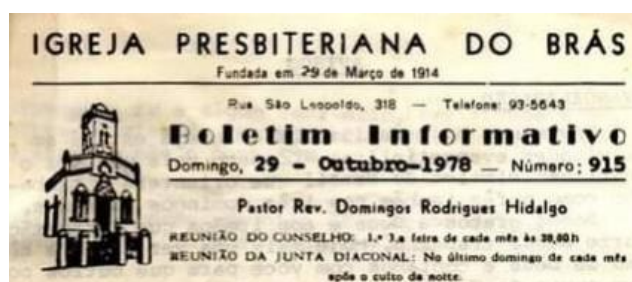 IGREJA PRESBITERIANA DO BRÁS
Fundada em 29 de Março de 1914
Rua São Leopoldo, 318 — Telefone: 93-5643
Boletim Informativo
Domingo, 29 - Outubro-1978 — Número: 915
Pastor Rev. Domingos Rodrigues Hidalgo
REUNIÃO DO CONSELHO: 1.ª 3.a feira de cada mês às
REUNIÃO DA JUNTA DIACONAL: No último domingo de cada mês
após o culto da noite.